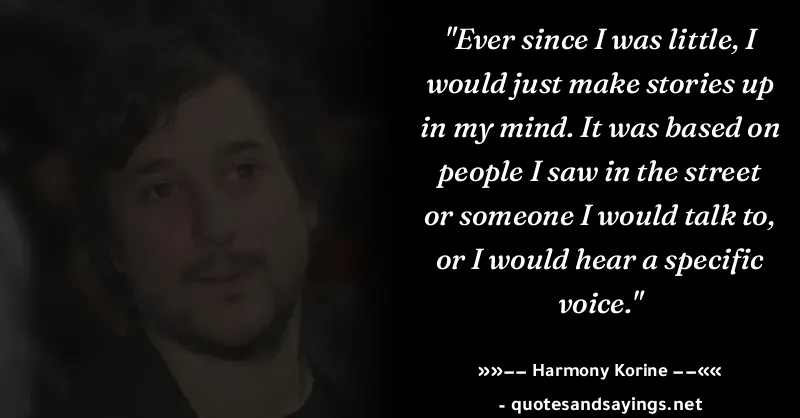 "Ever since I was little, I
would just make stories up
in my mind. It was based on
people I saw in the street
or someone I would talk to,
or I would hear a specific
voice."
»»―― Harmony Korine ――««
- quotesandsayings.net